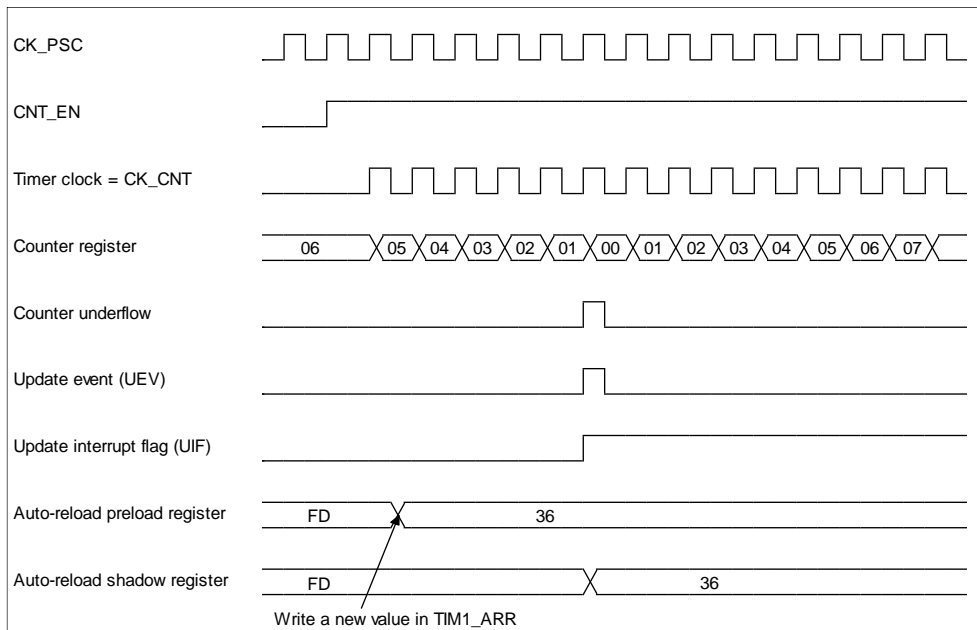 CK_PSC
CNT_EN
Timer clock = CK_CNT
Counter register 06 05 04 03 02 01 00 01 02 03 04 05 06 07
Counter underflow
Update event (UEV)
Update interrupt flag (UIF)
Auto-reload preload register FD 36
Auto-reload shadow register FD 36
Write a new value in TIM1_ARR